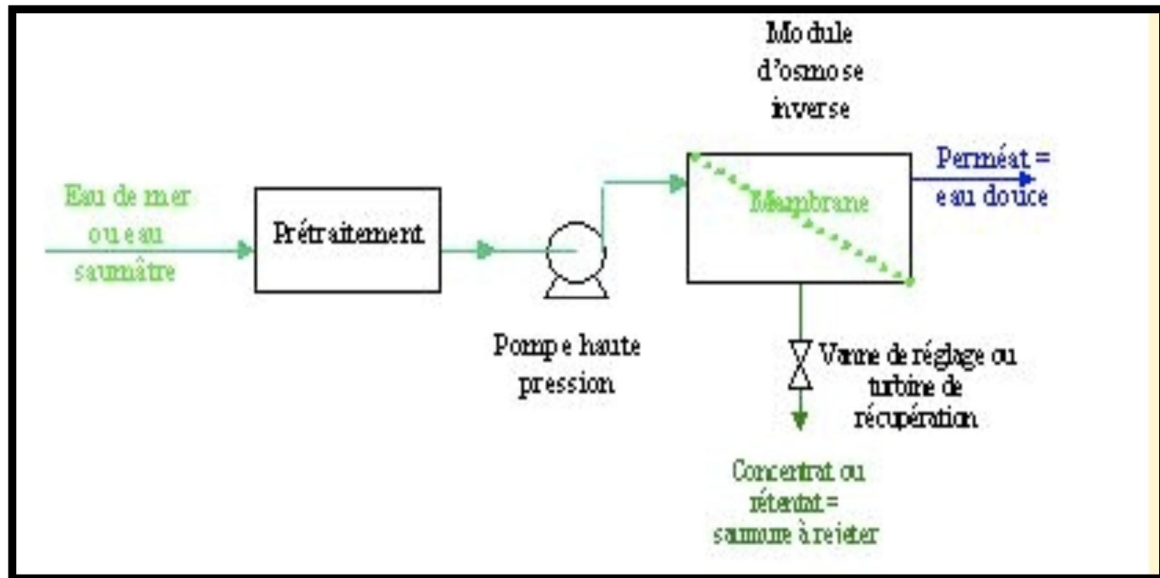 Module
d'osmose
inverse
Eau de mer
ou eau
saumâtre
Prétraitement
Pompe haute
pression
Membrane
Perméat =
eau douce
Vanne de réglage ou
turbine de
récupération
Concentrat ou
rétentat =
saumure à rejeter